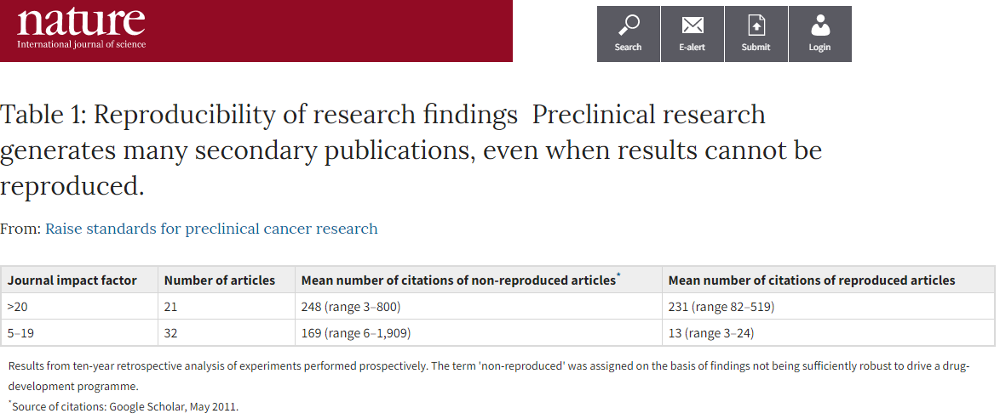 nature
International journal of science
Search
E-alert
Submit
Login
Table 1: Reproducibility of research findings  Preclinical research
generates many secondary publications, even when results cannot be
reproduced.
From: Raise standards for preclinical cancer research
Journal impact factor Number of articles Mean number of citations of non-reproduced articles* Mean number of citations of reproduced articles
>20 21 248 (range 3–800) 231 (range 82–519)
5–19 32 169 (range 6–1,909) 13 (range 3–24)
Results from ten-year retrospective analysis of experiments performed prospectively. The term 'non-reproduced' was assigned on the basis of findings not being sufficiently robust to drive a drug-
development programme.
*Source of citations: Google Scholar, May 2011.